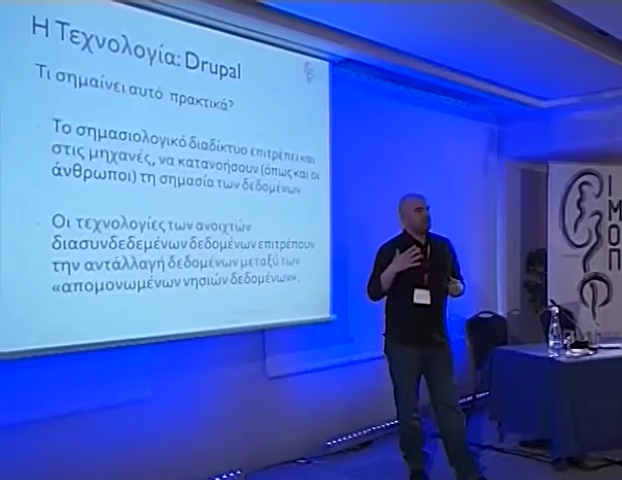 Η Τεχνολογία: Drupal
Τι σημαίνει αυτό πρακτικά?
Το σημασιολογικό διαδίκτυο επιτρέπει και
στις μηχανές, να κατανοήσουν (όπως και οι
άνθρωποι) τη σημασία των δεδομένων
Οι τεχνολογίες των ανοιχτών
διασυνδεδεμένων δεδομένων επιτρέπουν
την αντάλλαγή δεδομένων μεταξύ των
«απομονωμένων νησιών δεδομένων».